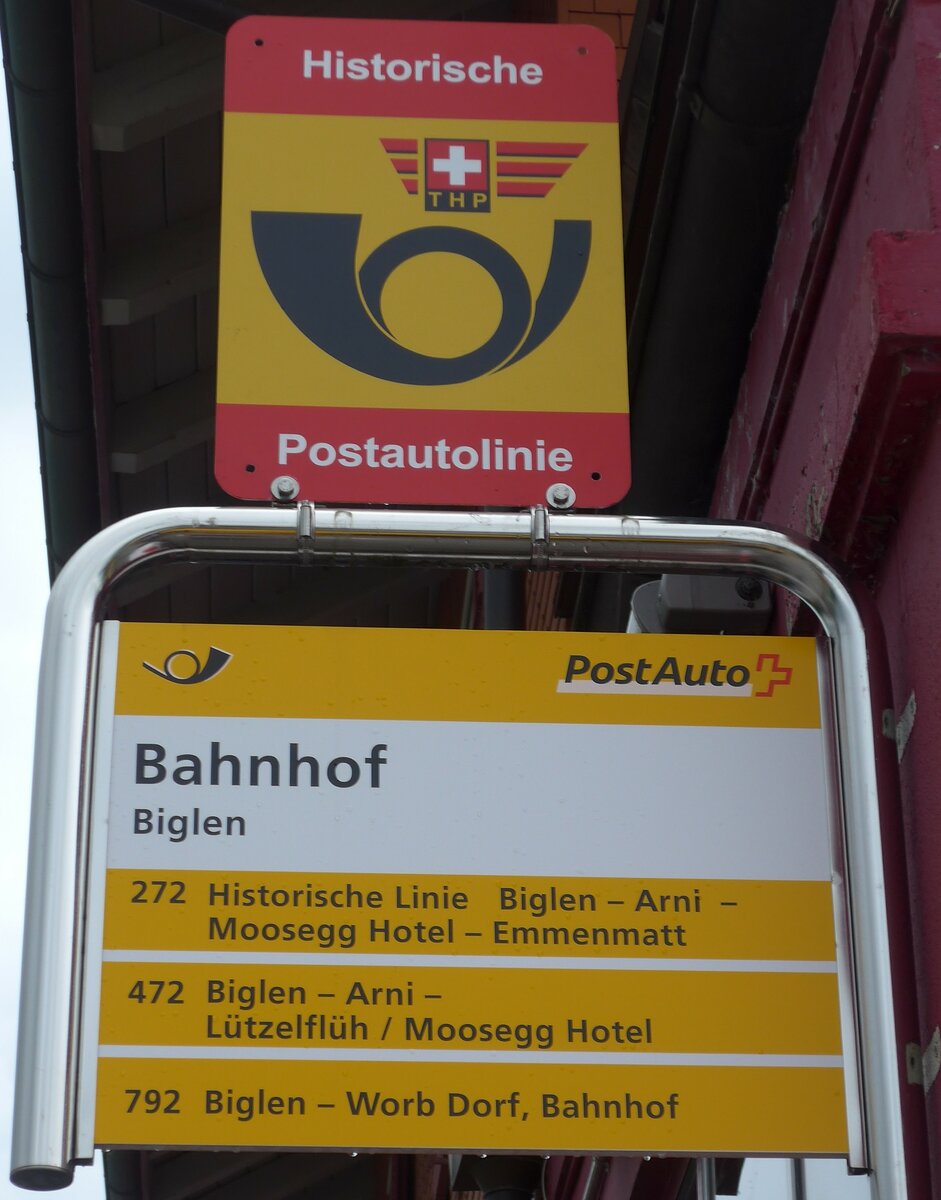 Historische
THP
Postautolinie
PostAuto
Bahnhof
Biglen
272 Historische Linie Biglen – Arni –
Moosegg Hotel – Emmenmatt
472 Biglen – Arni –
Lützelflüh / Moosegg Hotel
792 Biglen – Worb Dorf, Bahnhof